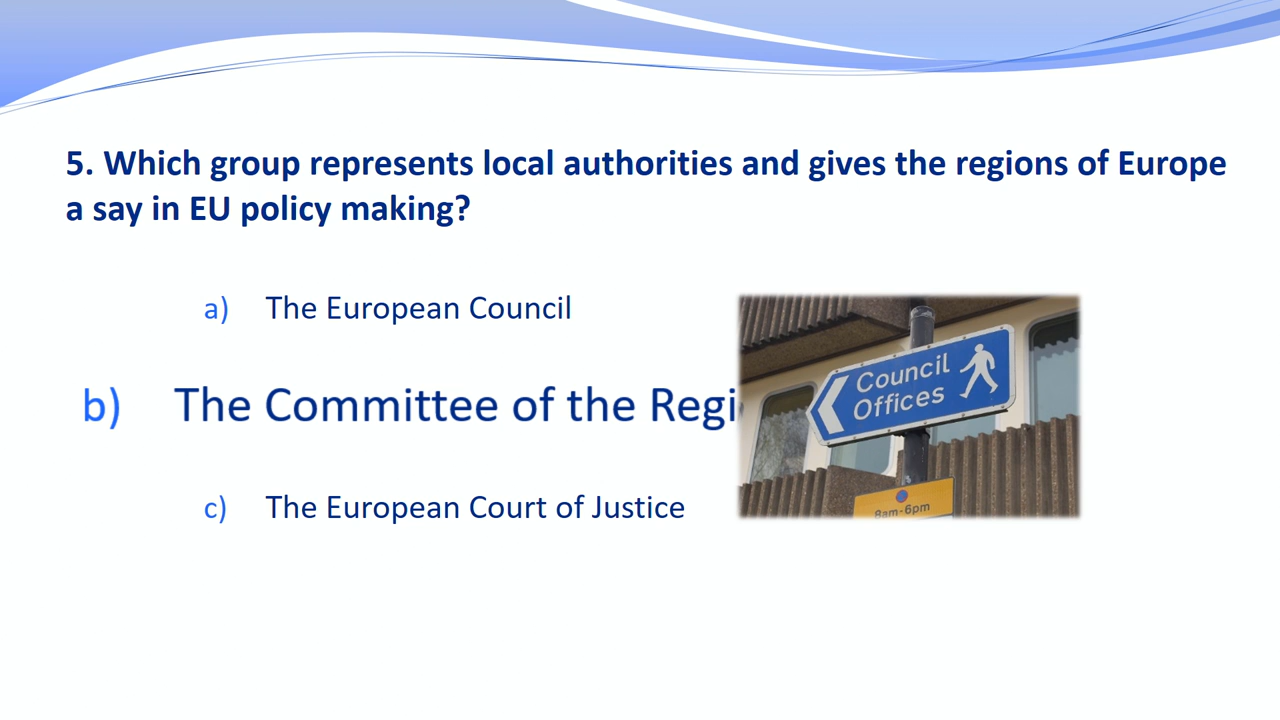 5. Which group represents local authorities and gives the regions of Europe
a say in EU policy making?
a) The European Council
b) The Committee of the Regi
c) The European Court of Justice
Council
Offices
8am-6pm